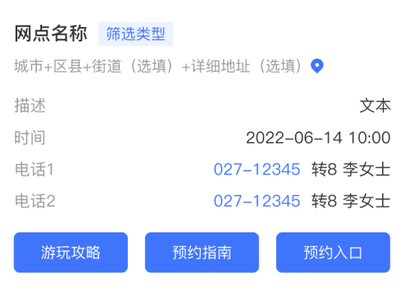 网点名称 筛选类型
城市+区县+街道（选填）+详细地址（选填）
描述 文本
时间 2022-06-14 10:00
电话1 027-12345 转8 李女士
电话2 027-12345 转8 李女士
游玩攻略 预约指南 预约入口